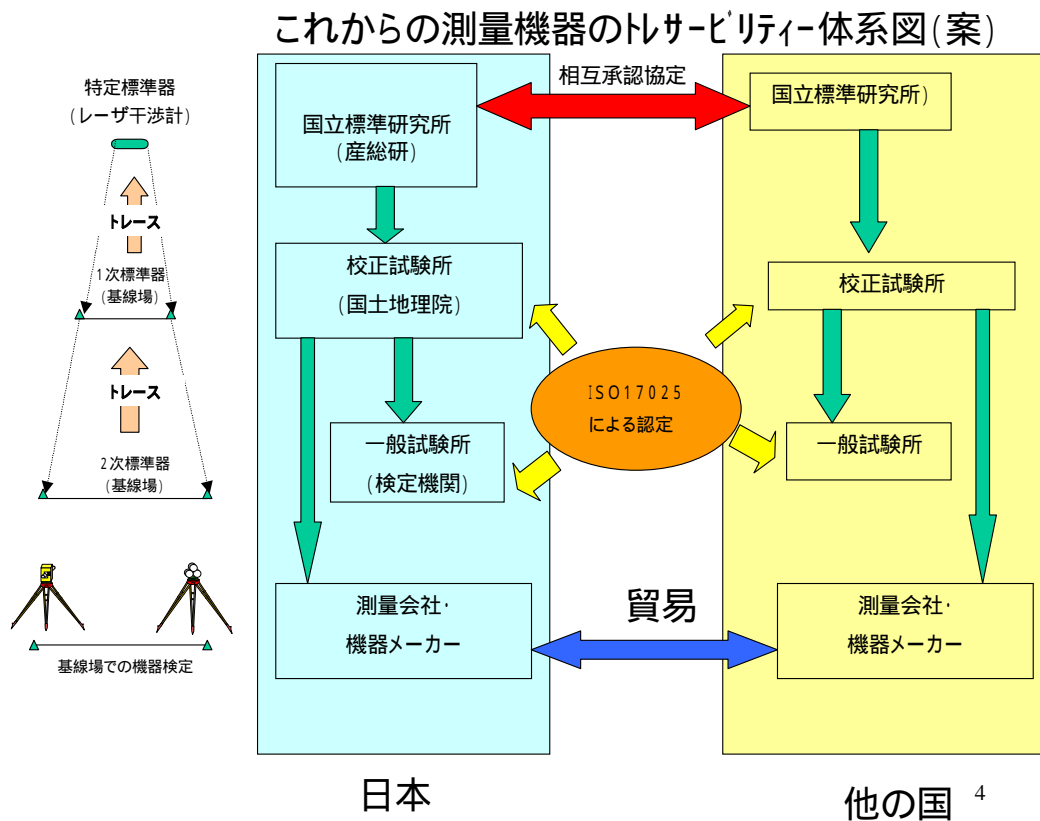 これからの測量機器のトレサービリティー体系図(案)
特定標準器
(レーザ干渉計)
トレース
1次標準器
(基線場)
トレース
2次標準器
(基線場)
基線場での機器検定
相互承認協定
国立標準研究所
(産総研)
校正試験所
(国土地理院)
一般試験所
(検定機関)
測量会社・
機器メーカー
日本
ISO17025
による認定
貿易
国立標準研究所)
校正試験所
一般試験所
測量会社・
機器メーカー
他の国
4